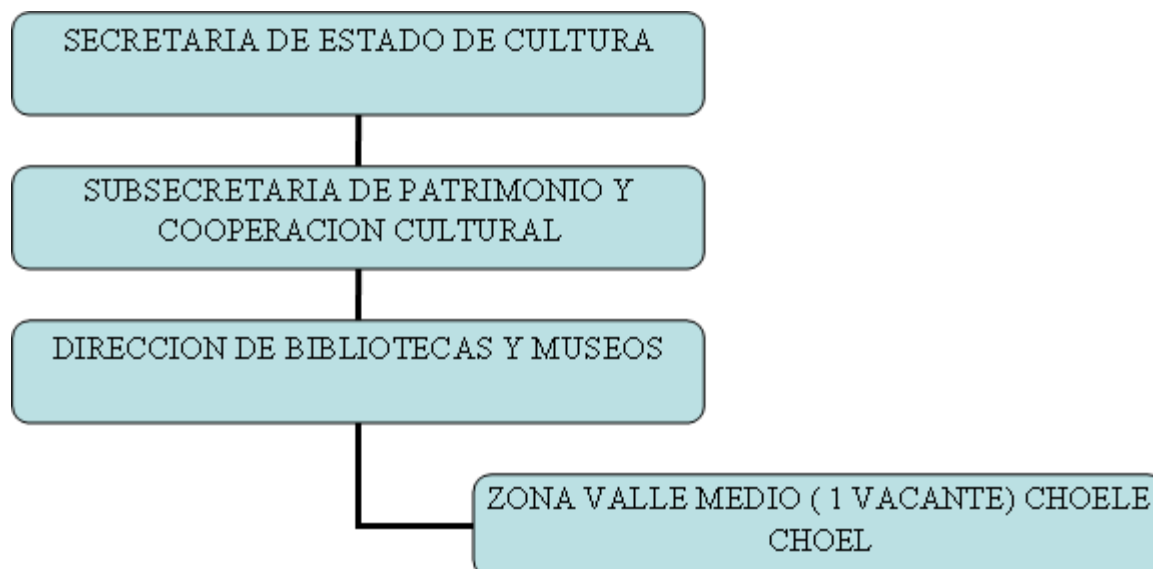 SECRETARIA DE ESTADO DE CULTURA
SUBSECRETARIA DE PATRIMONIO Y
COOPERACION CULTURAL
DIRECCION DE BIBLIOTECAS Y MUSEOS
ZONA VALLE MEDIO ( 1 VACANTE) CHOELE
CHOEL